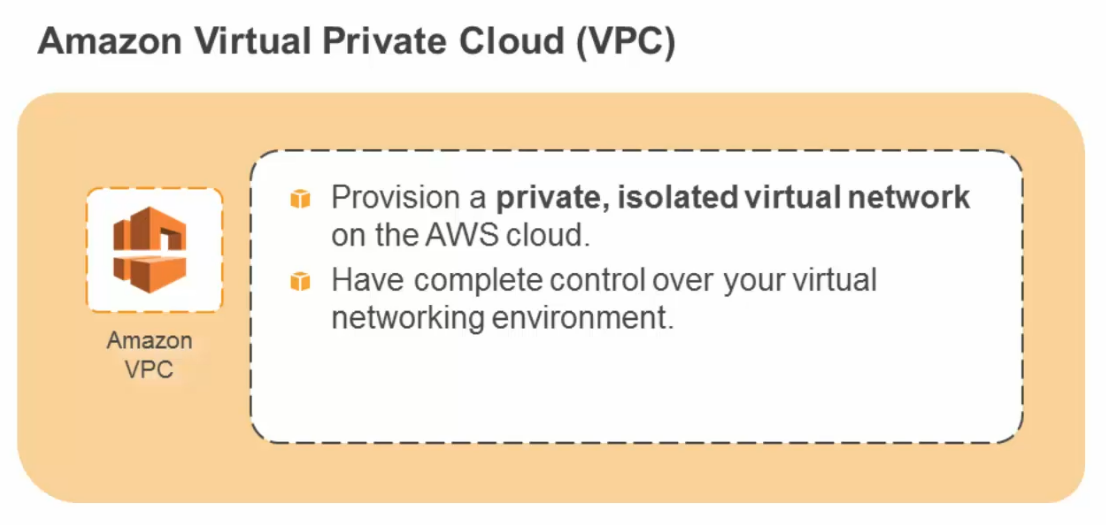 Amazon Virtual Private Cloud (VPC)
Provision a private, isolated virtual network
on the AWS cloud.
Have complete control over your virtual
networking environment.
Amazon
VPC